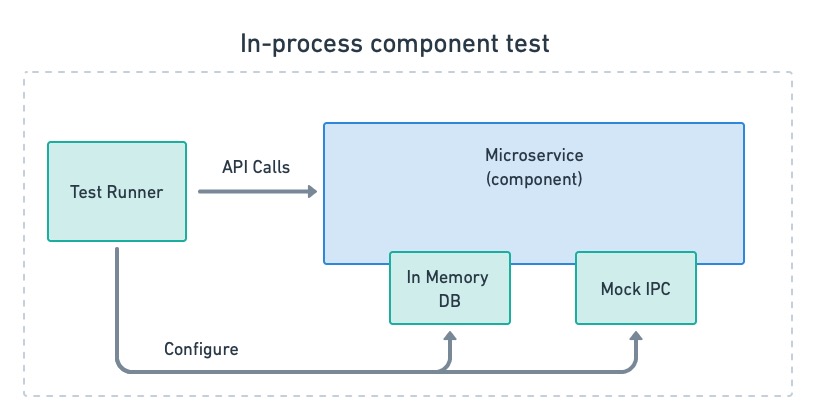 In-process component test
API Calls
Test Runner
Microservice
(component)
In Memory
DB
Mock IPC
Configure